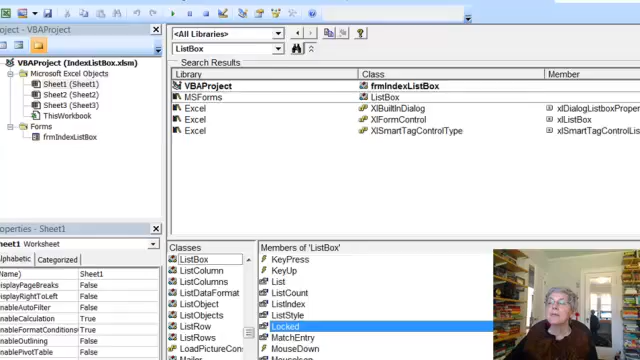 roject - VBAProject
VBAProject (IndexListBox.xlsm)
Microsoft Excel Objects
Sheet1 (Sheet1)
Sheet2 (Sheet2)
Sheet3 (Sheet3)
ThisWorkbook
Forms
frmIndexListBox
roperties - Sheet1
heet1 Worksheet
lphabetic Categorized
Name) Sheet1
isplayPageBreaks False
isplayRightToLeft False
nableAutoFilter False
nableCalculation True
nableFormatConditions True
nableOutlining False
nablePivotTable False
<All Libraries>
ListBox
Search Results
Library Class Member
VBAProject frmIndexListBox
MSForms ListBox
Excel XlBuiltInDialog xlDialogListboxProper
Excel XlFormControl xlListBox
Excel XlSmartTagControlType xlSmartTagControlLis
Classes
ListBox
ListColumn
ListColumns
ListDataFormat
ListObject
ListObjects
ListRow
ListRows
LoadPictureCons
Mailer
Members of 'ListBox'
KeyPress
KeyUp
List
ListCount
ListIndex
ListStyle
Locked
MatchEntry
MouseDown
MouseIcon